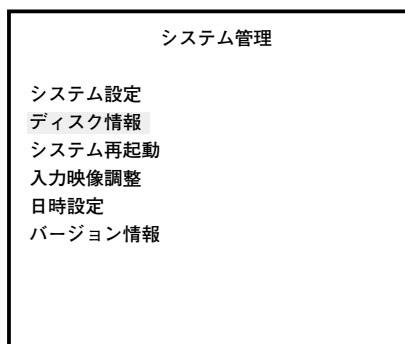 システム管理
システム設定
ディスク情報
システム再起動
入力映像調整
日時設定
バージョン情報